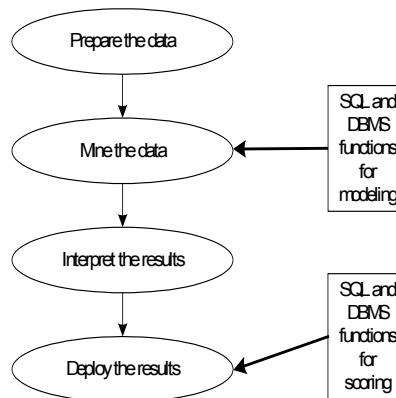 Prepare the data
Mine the data
SQL and
DBMS
functions
for
modeling
Interpret the results
SQL and
DBMS
functions
for
scoring
Deploy the results